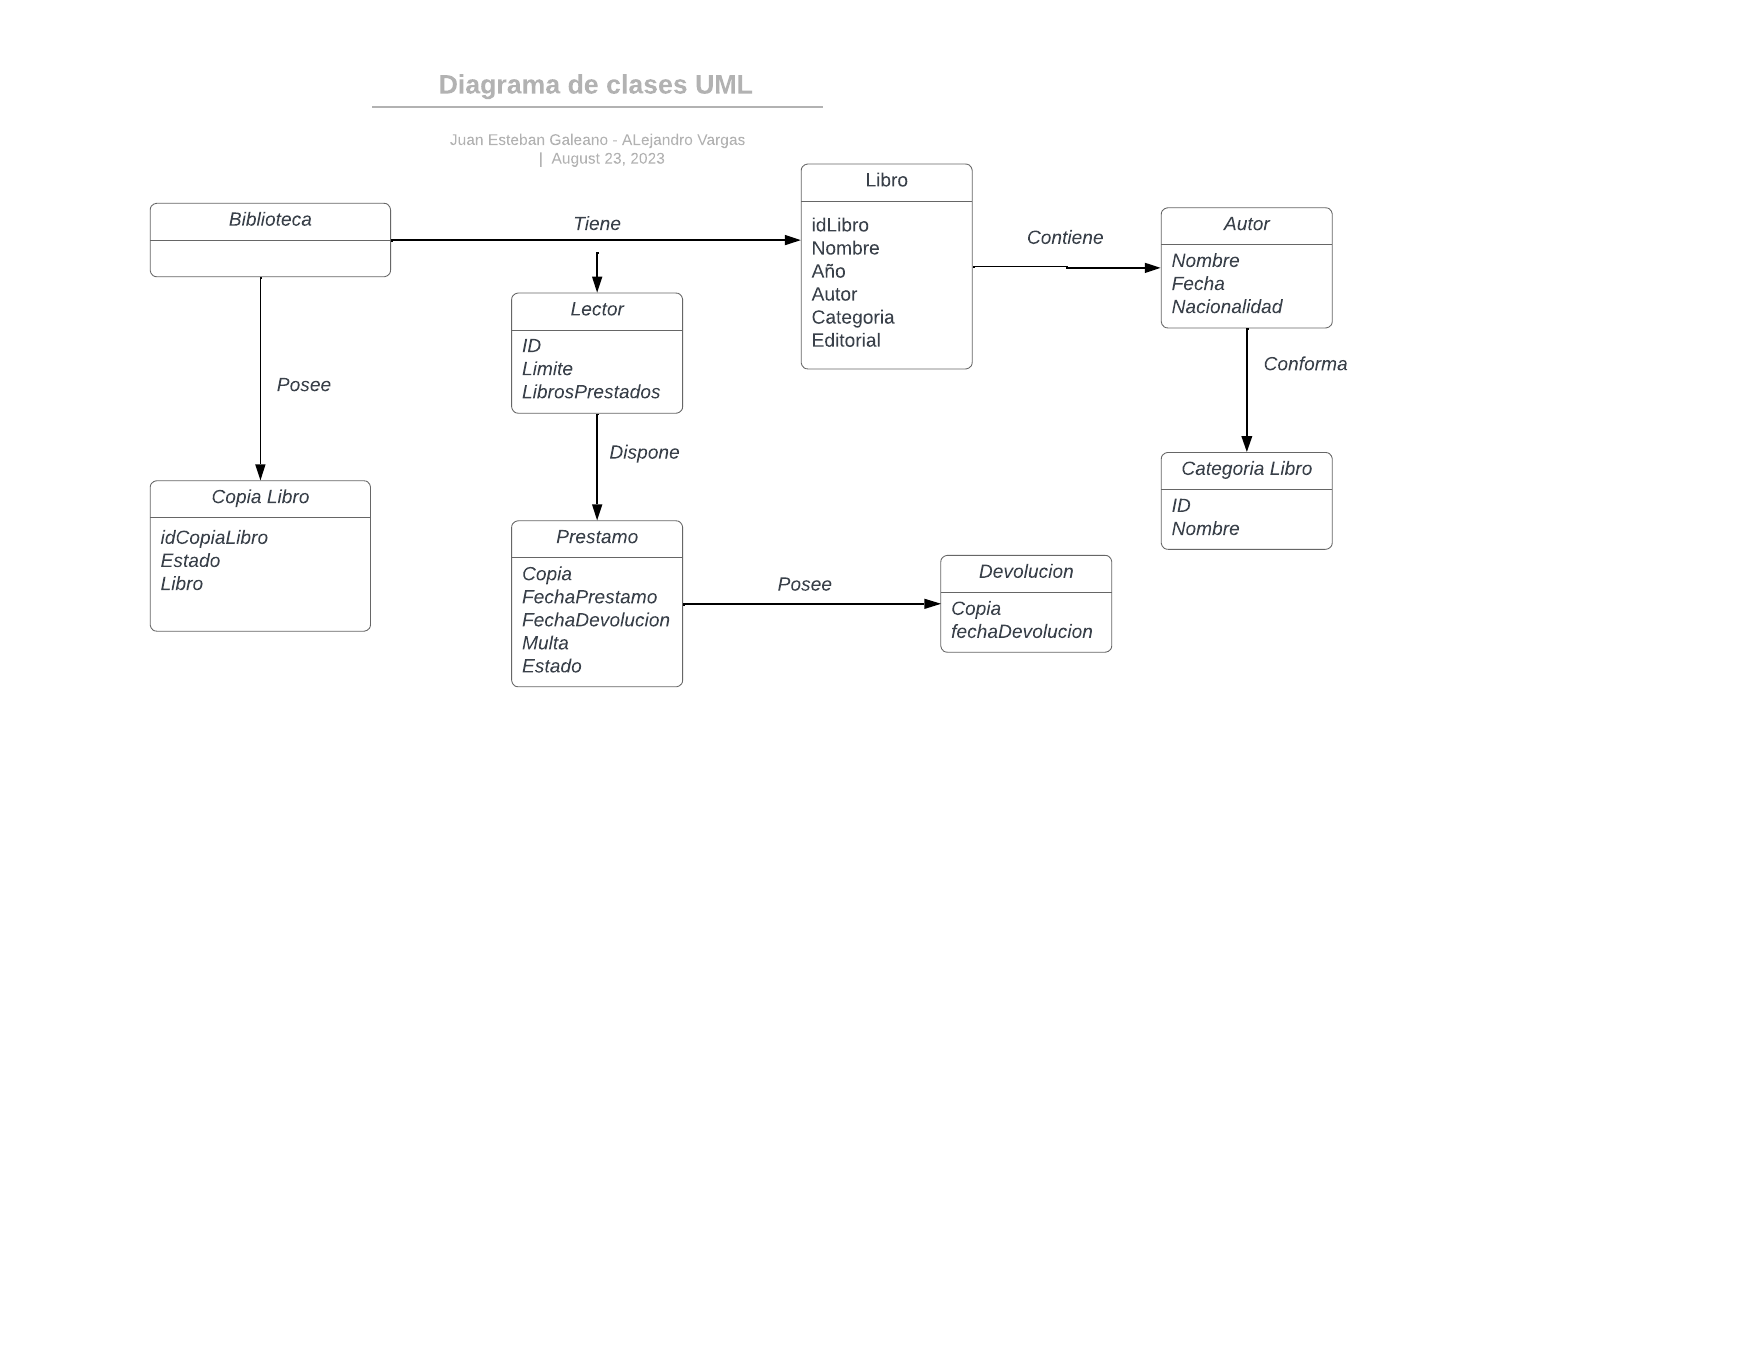 Diagrama de clases UML
Juan Esteban Galeano - ALejandro Vargas
| August 23, 2023
Biblioteca
Tiene
Posee
Copia Libro
idCopiaLibro
Estado
Libro
Lector
ID
Limite
LibrosPrestados
Dispone
Prestamo
Copia
FechaPrestamo
FechaDevolucion
Multa
Estado
Posee
Devolucion
Copia
fechaDevolucion
Libro
idLibro
Nombre
Año
Autor
Categoria
Editorial
Contiene
Autor
Nombre
Fecha
Nacionalidad
Conforma
Categoria Libro
ID
Nombre